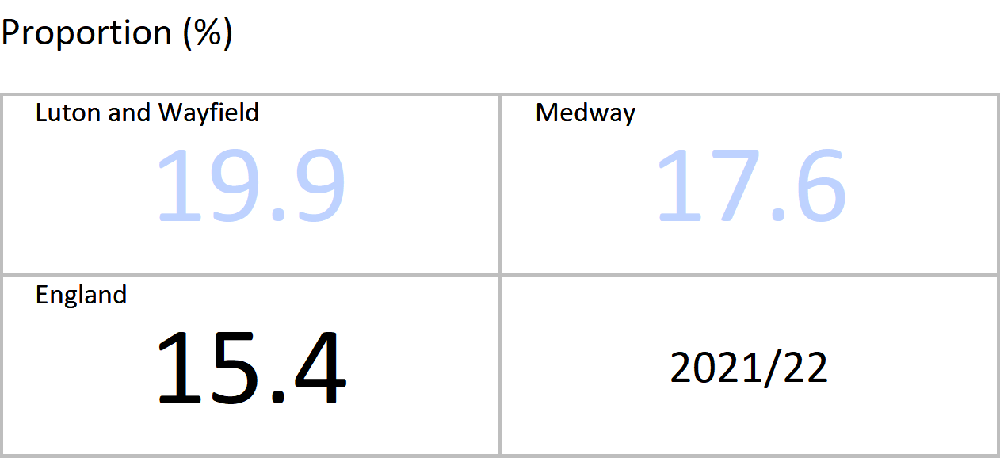 Proportion (%)
Luton and Wayfield
19.9
Medway
17.6
England
15.4
2021/22